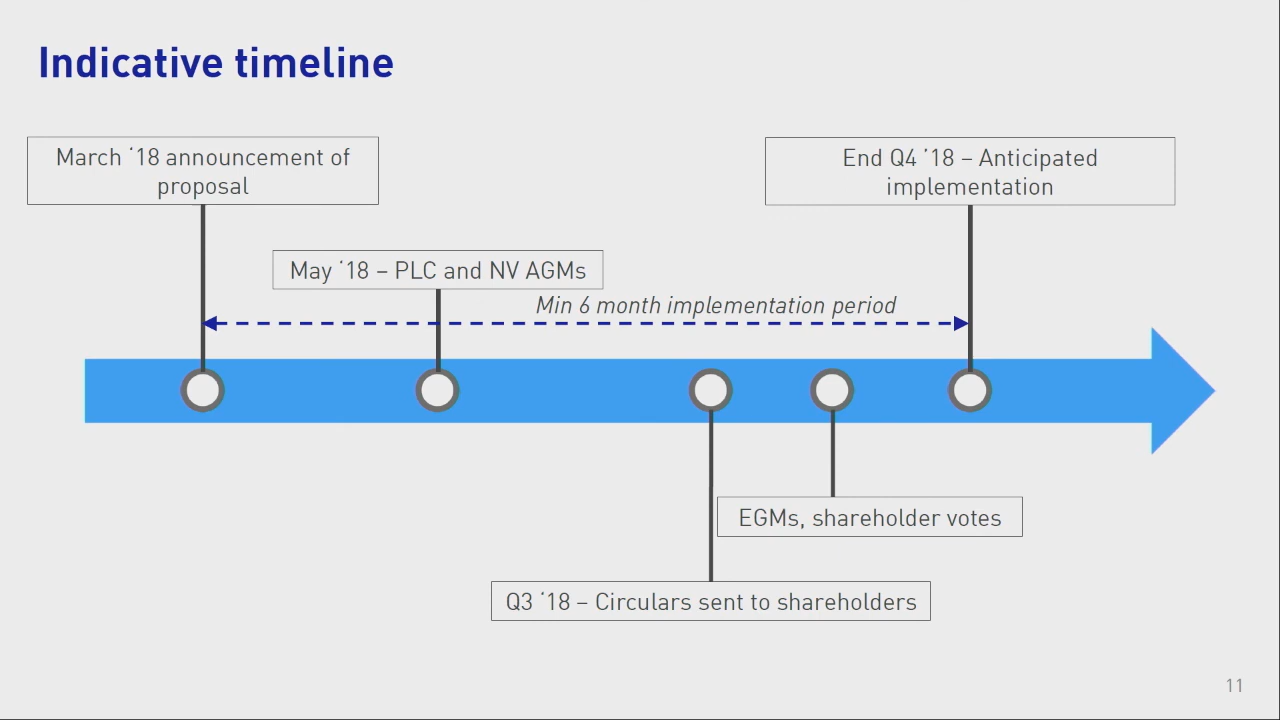 Indicative timeline
March ‘18 announcement of
proposal
End Q4 ’18 – Anticipated
implementation
May ‘18 – PLC and NV AGMs
Min 6 month implementation period
EGMs, shareholder votes
Q3 ‘18 – Circulars sent to shareholders
11